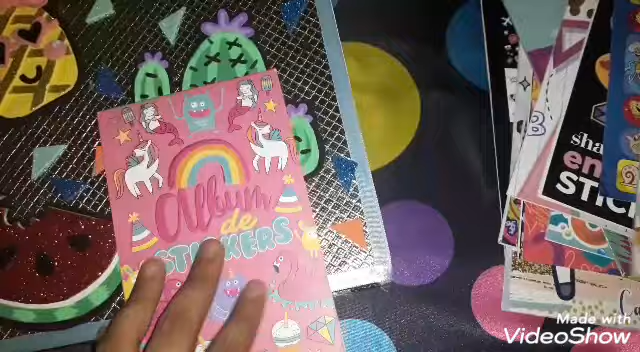 Album
de
STICKERS
B
sha
en
STIC
Made with
VideoShow